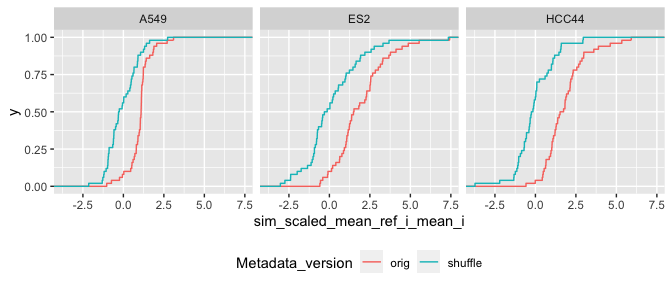 A549 ES2 HCC44
1.00
0.75
0.50
0.25
0.00
y
-2.5 0.0 2.5 5.0 7.5 -2.5 0.0 2.5 5.0 7.5 -2.5 0.0 2.5 5.0 7.5
sim_scaled_mean_ref_i_mean_i
Metadata_version orig shuffle